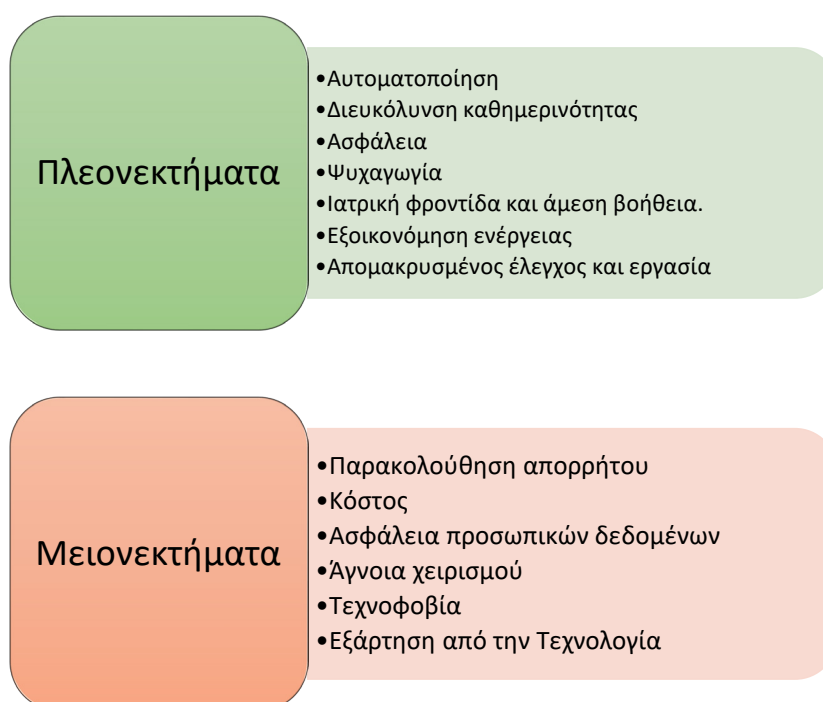 Πλεονεκτήματα
•Αυτοματοποίηση
•Διευκόλυνση καθημερινότητας
•Ασφάλεια
•Ψυχαγωγία
•Ιατρική φροντίδα και άμεση βοήθεια.
•Εξοικονόμηση ενέργειας
•Απομακρυσμένος έλεγχος και εργασία
Μειονεκτήματα
•Παρακολούθηση απορρήτου
•Κόστος
•Ασφάλεια προσωπικών δεδομένων
•Άγνοια χειρισμού
•Τεχνοφοβία
•Εξάρτηση από την Τεχνολογία